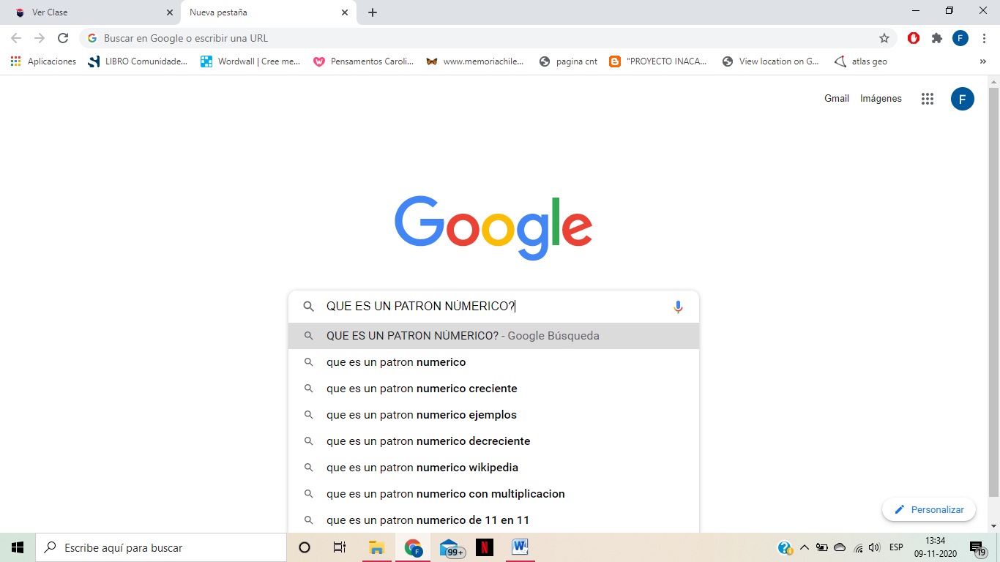 Ver Clase
Nueva pestaña
Buscar en Google o escribir una URL
F
Aplicaciones
LIBRO Comunidade...
Wordwall | Cree me...
Pensamentos Caroli...
www.memoriachile...
pagina cnt
"PROYECTO INACA...
View location on G...
atlas geo
»
Gmail
Imágenes
F
Google
QUE ES UN PATRON NÚMERICO?
QUE ES UN PATRON NÚMERICO? - Google Búsqueda
que es un patron numerico
que es un patron numerico creciente
que es un patron numerico ejemplos
que es un patron numerico decreciente
que es un patron numerico wikipedia
que es un patron numerico con multiplicacion
que es un patron numerico de 11 en 11
Personalizar
Escribe aquí para buscar
F
99+
N
W
ESP
13:34
09-11-2020
19